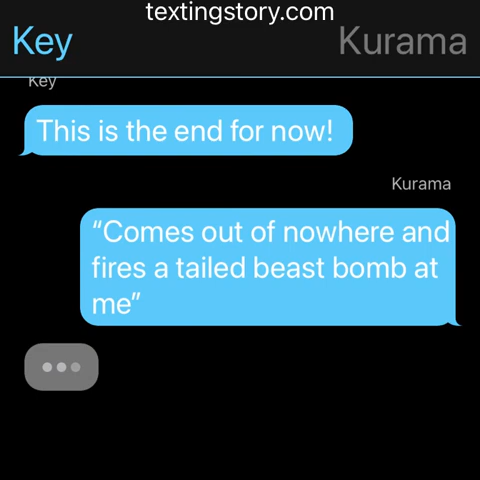 textingstory.com
Key Kurama
Key
This is the end for now!
Kurama
“Comes out of nowhere and
fires a tailed beast bomb at
me”